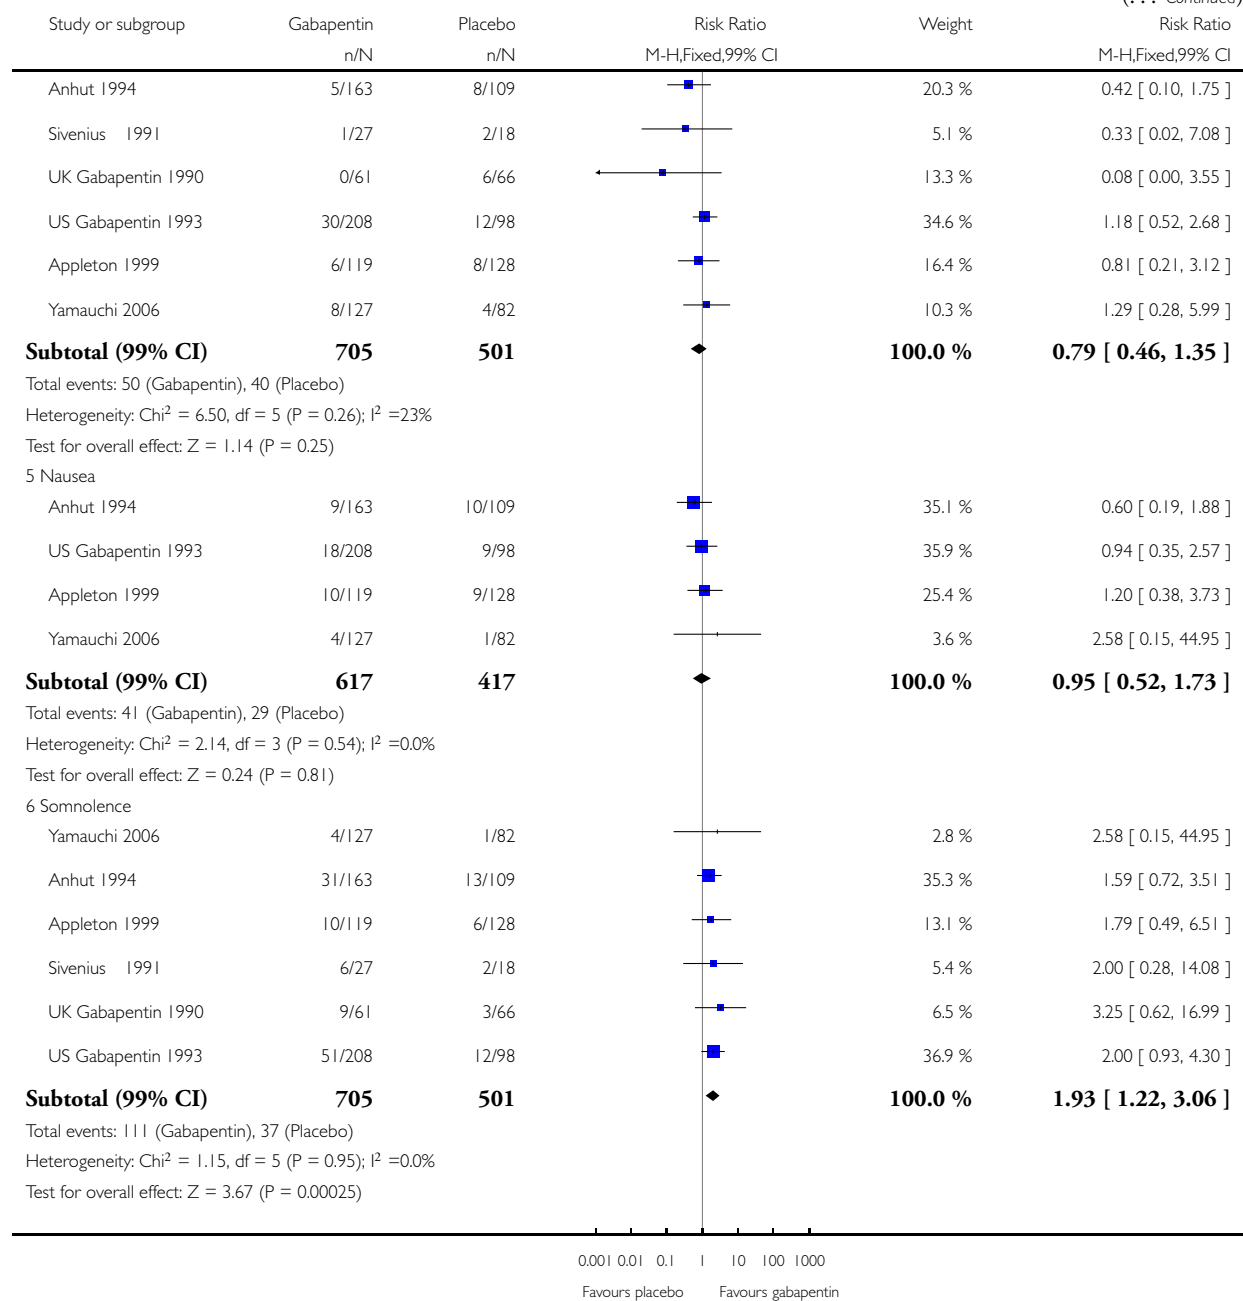 (. . . Continued)
Study or subgroup Gabapentin Placebo Risk Ratio Weight Risk Ratio
n/N n/N M-H,Fixed,99% CI M-H,Fixed,99% CI
Anhut 1994 5/163 8/109 20.3 % 0.42 [ 0.10, 1.75 ]
Sivenius 1991 1/27 2/18 5.1 % 0.33 [ 0.02, 7.08 ]
UK Gabapentin 1990 0/61 6/66 13.3 % 0.08 [ 0.00, 3.55 ]
US Gabapentin 1993 30/208 12/98 34.6 % 1.18 [ 0.52, 2.68 ]
Appleton 1999 6/119 8/128 16.4 % 0.81 [ 0.21, 3.12 ]
Yamauchi 2006 8/127 4/82 10.3 % 1.29 [ 0.28, 5.99 ]
Subtotal (99% CI) 705 501 100.0 % 0.79 [ 0.46, 1.35 ]
Total events: 50 (Gabapentin), 40 (Placebo)
Heterogeneity: Chi² = 6.50, df = 5 (P = 0.26); I² =23%
Test for overall effect: Z = 1.14 (P = 0.25)
5 Nausea
Anhut 1994 9/163 10/109 35.1 % 0.60 [ 0.19, 1.88 ]
US Gabapentin 1993 18/208 9/98 35.9 % 0.94 [ 0.35, 2.57 ]
Appleton 1999 10/119 9/128 25.4 % 1.20 [ 0.38, 3.73 ]
Yamauchi 2006 4/127 1/82 3.6 % 2.58 [ 0.15, 44.95 ]
Subtotal (99% CI) 617 417 100.0 % 0.95 [ 0.52, 1.73 ]
Total events: 41 (Gabapentin), 29 (Placebo)
Heterogeneity: Chi² = 2.14, df = 3 (P = 0.54); I² =0.0%
Test for overall effect: Z = 0.24 (P = 0.81)
6 Somnolence
Yamauchi 2006 4/127 1/82 2.8 % 2.58 [ 0.15, 44.95 ]
Anhut 1994 31/163 13/109 35.3 % 1.59 [ 0.72, 3.51 ]
Appleton 1999 10/119 6/128 13.1 % 1.79 [ 0.49, 6.51 ]
Sivenius 1991 6/27 2/18 5.4 % 2.00 [ 0.28, 14.08 ]
UK Gabapentin 1990 9/61 3/66 6.5 % 3.25 [ 0.62, 16.99 ]
US Gabapentin 1993 51/208 12/98 36.9 % 2.00 [ 0.93, 4.30 ]
Subtotal (99% CI) 705 501 100.0 % 1.93 [ 1.22, 3.06 ]
Total events: 111 (Gabapentin), 37 (Placebo)
Heterogeneity: Chi² = 1.15, df = 5 (P = 0.95); I² =0.0%
Test for overall effect: Z = 3.67 (P = 0.00025)
0.001 0.01 0.1 1 10 100 1000
Favours placebo Favours gabapentin